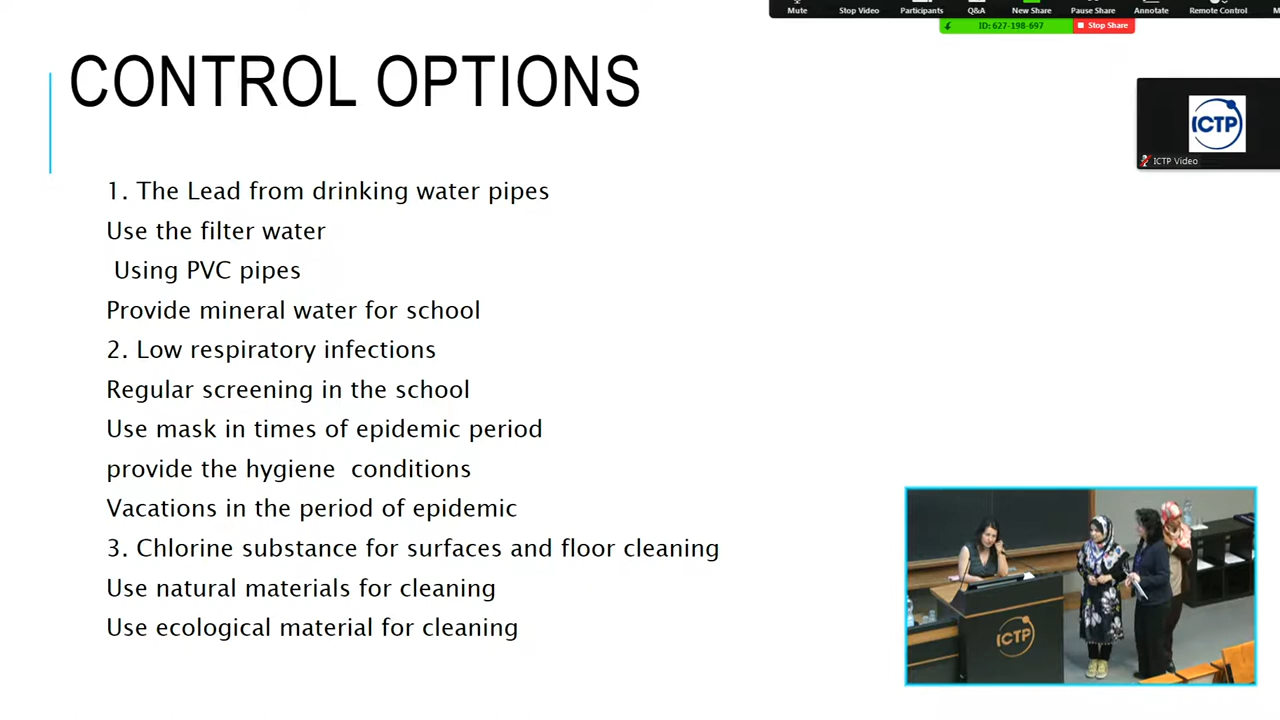 Mute Stop Video Participants Q&A New Share Pause Share Annotate Remote Control
ID: 627-198-697 Stop Share
CONTROL OPTIONS
ICTP
ICTP Video
1. The Lead from drinking water pipes
Use the filter water
Using PVC pipes
Provide mineral water for school
2. Low respiratory infections
Regular screening in the school
Use mask in times of epidemic period
provide the hygiene conditions
Vacations in the period of epidemic
3. Chlorine substance for surfaces and floor cleaning
Use natural materials for cleaning
Use ecological material for cleaning
ICTP